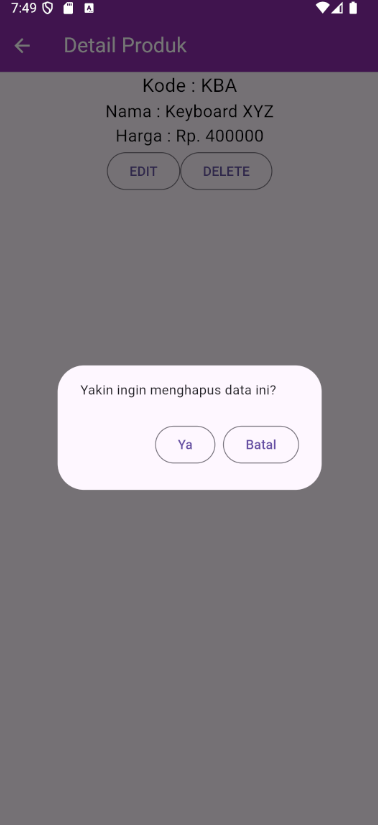 7:49
Detail Produk
Kode : KBA
Nama : Keyboard XYZ
Harga : Rp. 400000
EDIT DELETE
Yakin ingin menghapus data ini?
Ya Batal